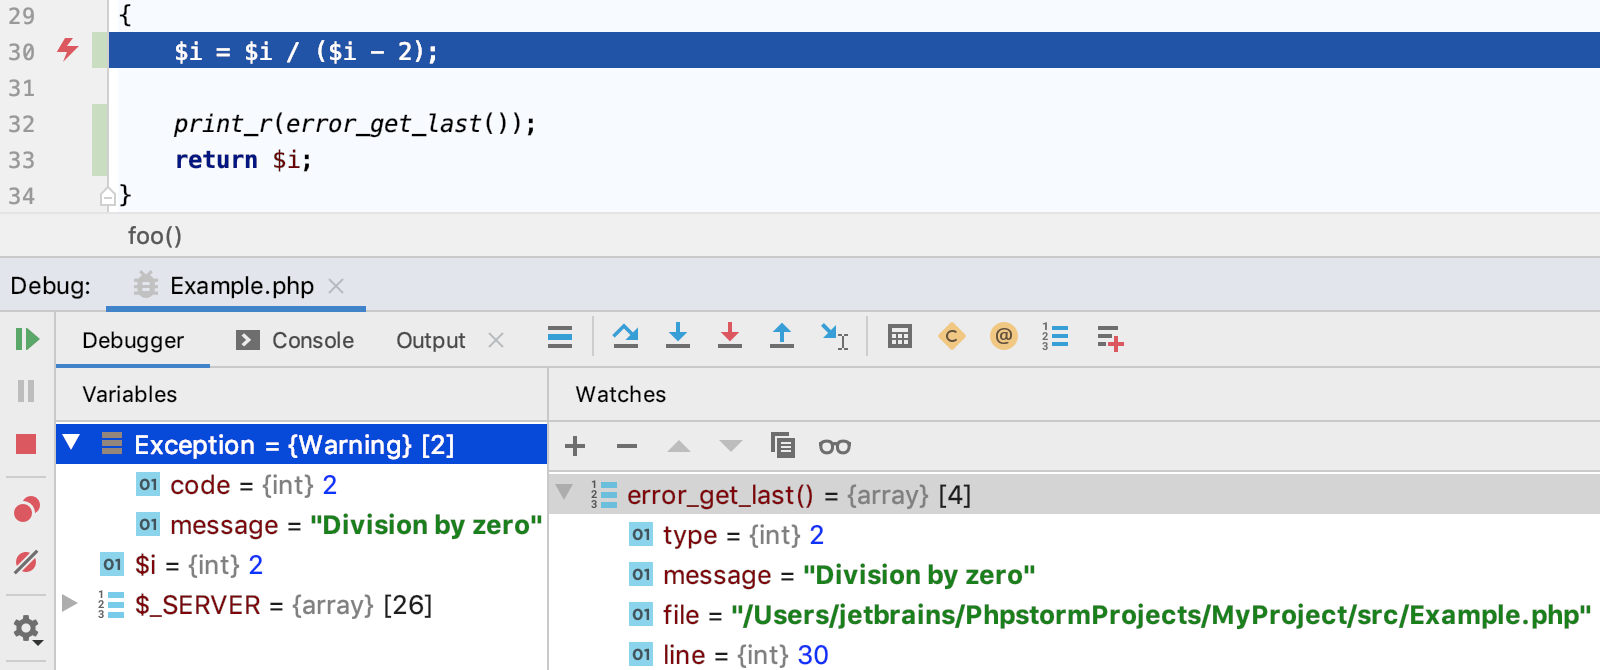 29 {
30 $i = $i / ($i - 2);
31
32 print_r(error_get_last());
33 return $i;
34 }
foo()
Debug: Example.php
Debugger Console Output
Variables
Exception = {Warning} [2]
01 code = {int} 2
01 message = "Division by zero"
01 $i = {int} 2
$_SERVER = {array} [26]
Watches
error_get_last() = {array} [4]
01 type = {int} 2
01 message = "Division by zero"
01 file = "/Users/jetbrains/PhpstormProjects/MyProject/src/Example.php"
01 line = {int} 30